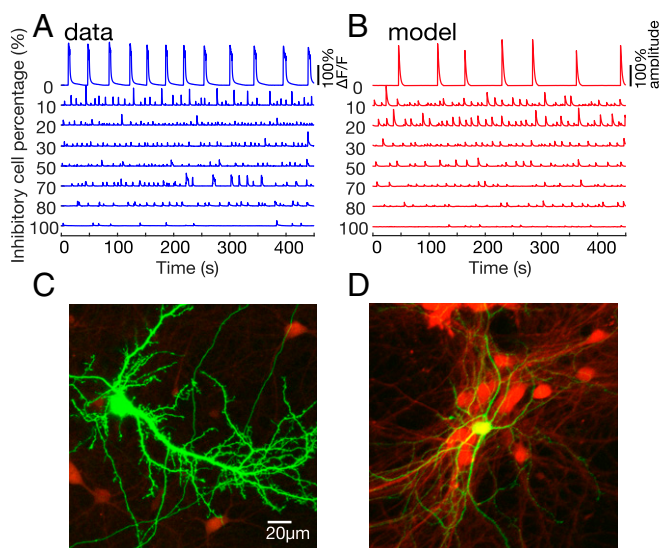 A data
B model
Inhibitory cell percentage (%)
0
10
20
30
50
70
80
100
0 100 200 300 400
Time (s)
100%
ΔF/F
0
10
20
30
50
70
80
100
0 100 200 300 400
Time (s)
100%
amplitude
C
D
20μm